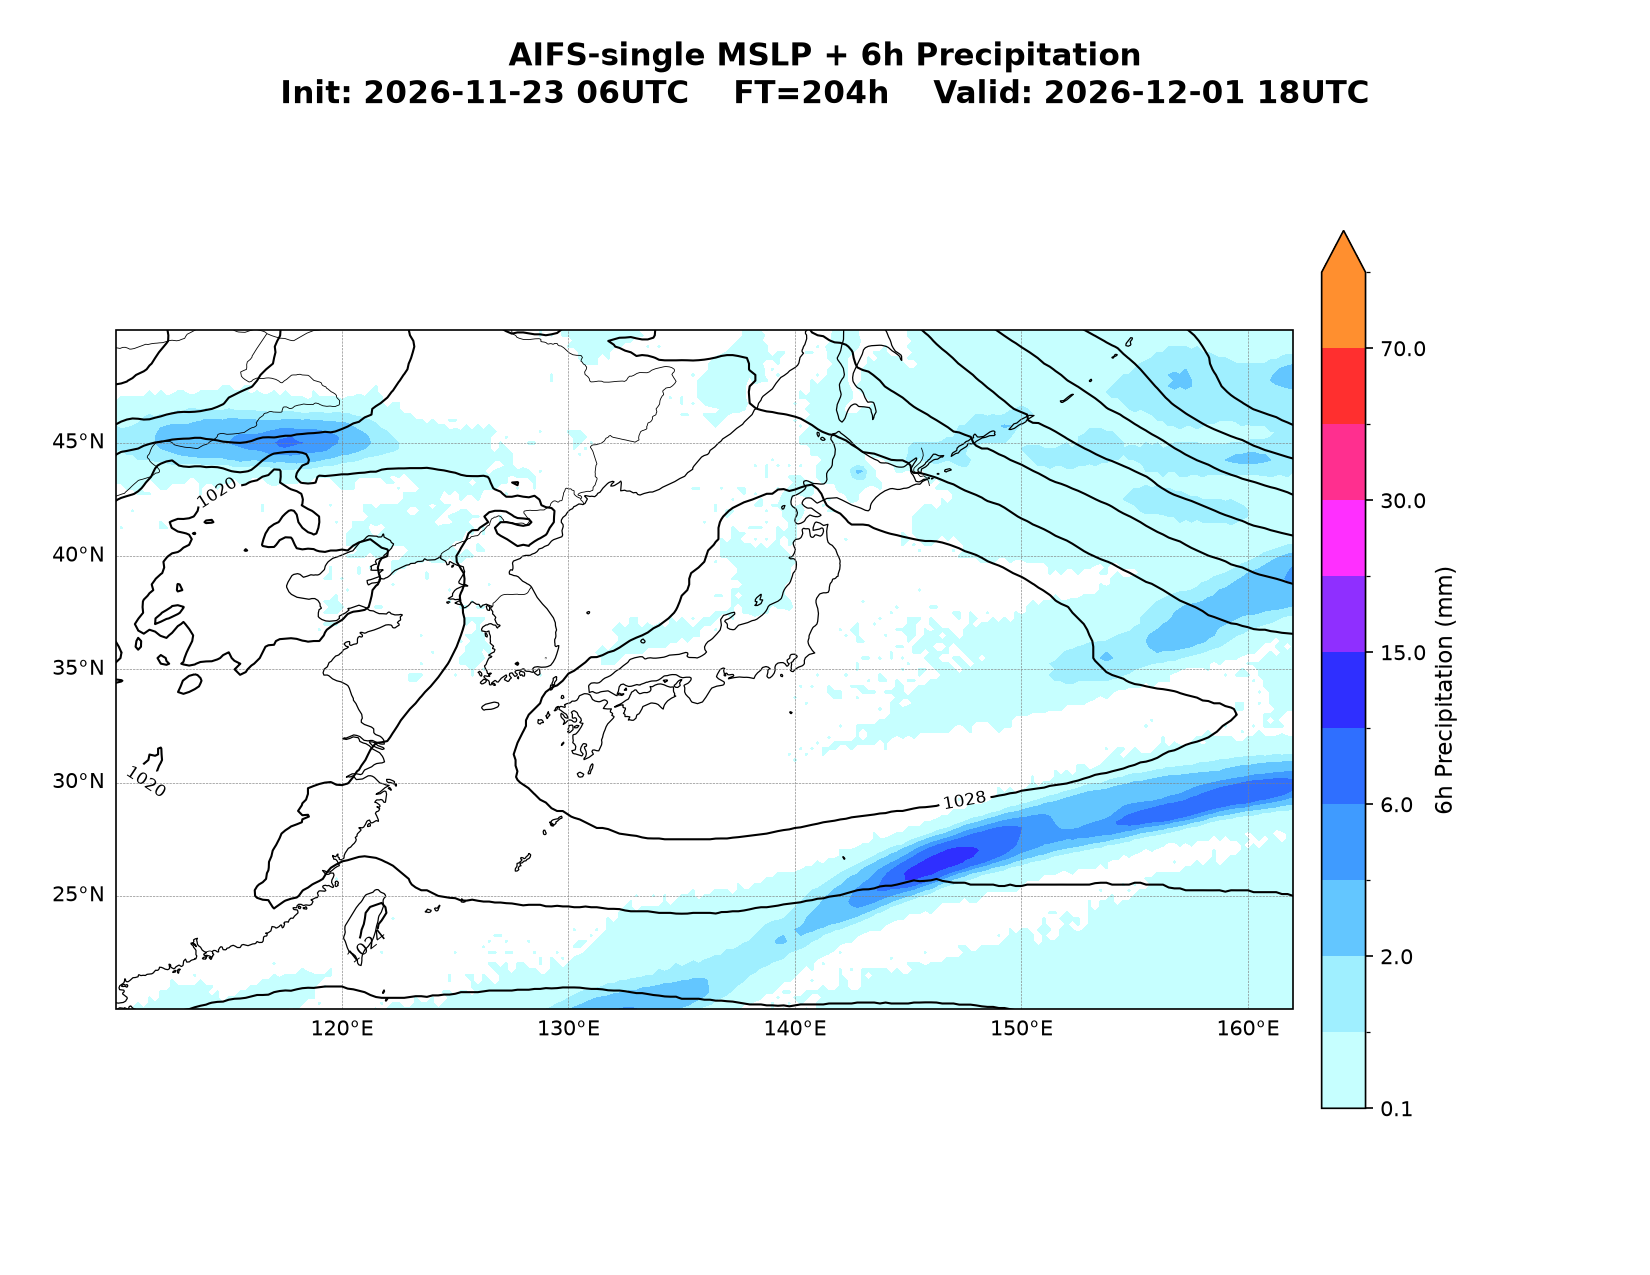 AIFS-single MSLP + 6h Precipitation
Init: 2026-11-23 06UTC    FT=204h    Valid: 2026-12-01 18UTC
70.0
30.0
15.0
6.0
2.0
0.1
6h Precipitation (mm)
45°N
40°N
35°N
30°N
25°N
1020
1020
1028
120°E
130°E
140°E
150°E
160°E